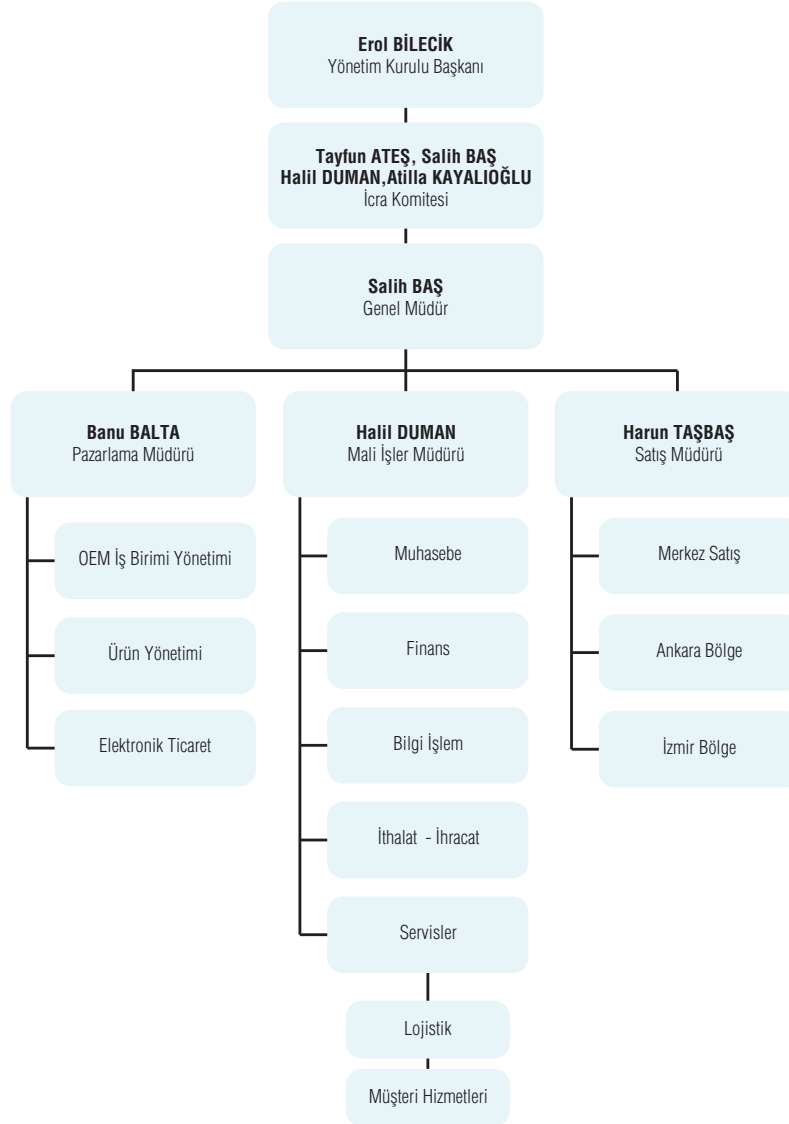 Erol BİLECİK
Yönetim Kurulu Başkanı
Tayfun ATEŞ, Salih BAŞ
Halil DUMAN,Atilla KAYALIOĞLU
İcra Komitesi
Salih BAŞ
Genel Müdür
Banu BALTA
Pazarlama Müdürü
OEM İş Birimi Yönetimi
Ürün Yönetimi
Elektronik Ticaret
Halil DUMAN
Mali İşler Müdürü
Muhasebe
Finans
Bilgi İşlem
İthalat - İhracat
Servisler
Lojistik
Müşteri Hizmetleri
Harun TAŞBAŞ
Satış Müdürü
Merkez Satış
Ankara Bölge
İzmir Bölge